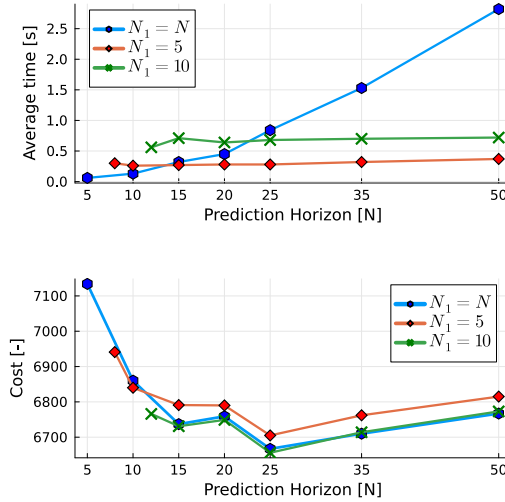 Average time [s]
2.5
2.0
1.5
1.0
0.5
0.0
N₁ = N
N₁ = 5
N₁ = 10
5 10 15 20 25 35 50
Prediction Horizon [N]
Cost [-]
7100
7000
6900
6800
6700
N₁ = N
N₁ = 5
N₁ = 10
5 10 15 20 25 35 50
Prediction Horizon [N]